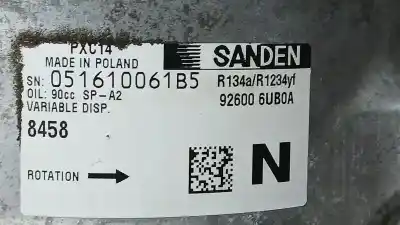 PXC14
MADE IN POLAND
SANDEN
SN: 051610061B5
R134a/R1234yf
OIL: 90cc SP-A2
92600 6UB0A
VARIABLE DISP.
8458
ROTATION
N